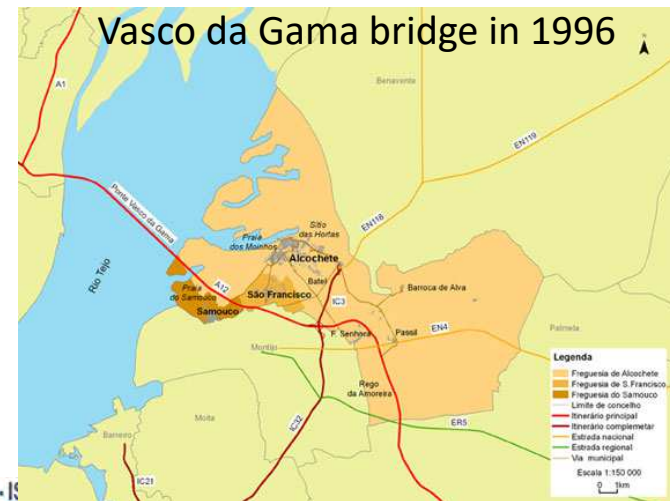 Vasco da Gama bridge in 1996
A1
Benavente
EN119
Ponte Vasco da Gama
EN118
Sítio
das Hortas
Praia
dos Moinhos
Alcochete
Rio Tejo
Praia
do Samouco
A12
Batel
São Francisco
IC3
Barroca de Alva
Samouco
F. Senhora
Passil
EN4
Palmela
Montijo
Rego
da Amoreira
Moita
IC32
ER5
Barreiro
IC21
Legenda
Freguesia de Alcochete
Freguesia de S.Francisco
Freguesia do Samouco
Limite de concelho
Itinerário principal
Itinerário complemetar
Estrada nacional
Estrada regional
Via municipal
Escala 1:150 000
0 1km